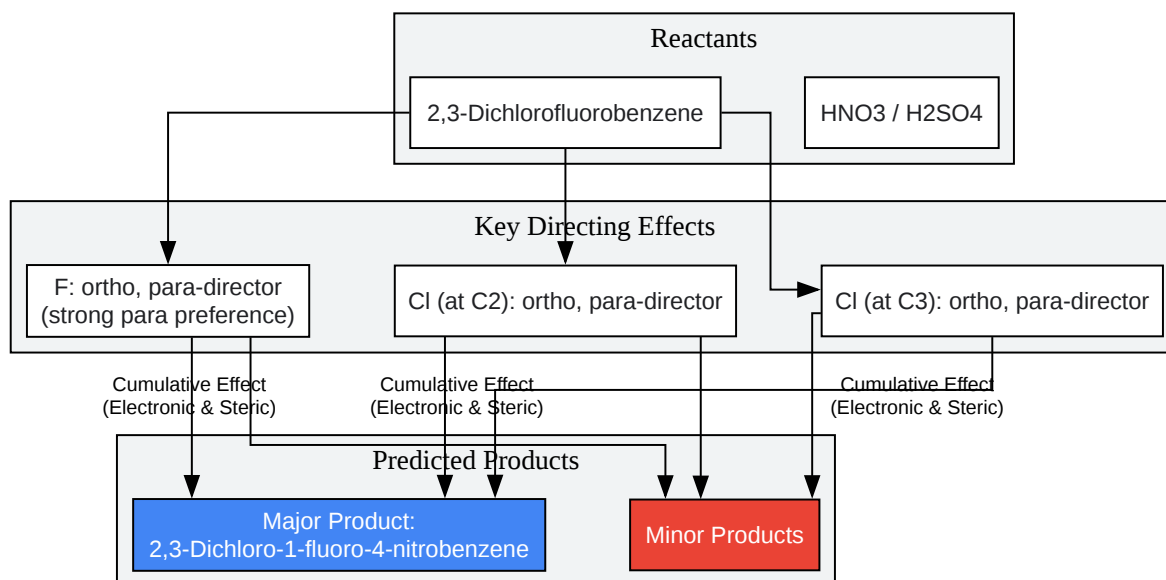 Reactants
2,3-Dichlorofluorobenzene
HNO3 / H2SO4
Key Directing Effects
F: ortho, para-director
(strong para preference)
Cl (at C2): ortho, para-director
Cl (at C3): ortho, para-director
Cumulative Effect
(Electronic & Steric)
Cumulative Effect
(Electronic & Steric)
Cumulative Effect
(Electronic & Steric)
Predicted Products
Major Product:
2,3-Dichloro-1-fluoro-4-nitrobenzene
Minor Products